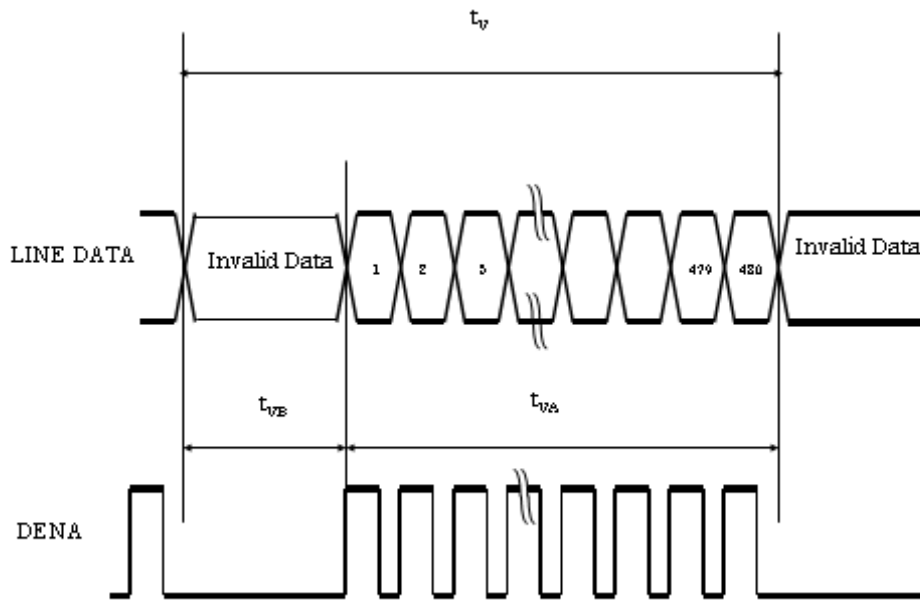 tV
LINE DATA
Invalid Data
1
2
3
479
480
Invalid Data
tVB
tVA
DENA